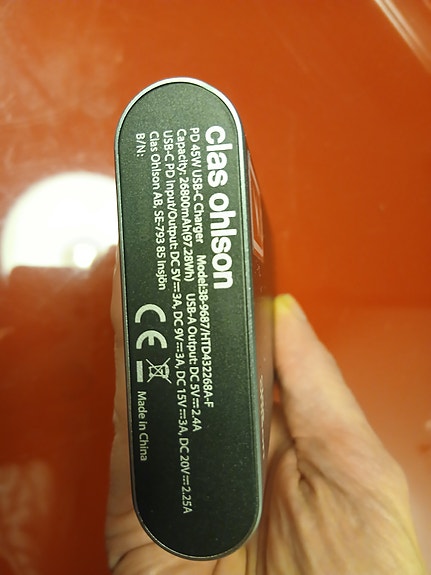 clas ohlson
PD 45W USB-C Charger Model:38-9687/HTD432268A-F
Capacity: 26800mAh(97.28Wh) USB-A Output: DC 5V⎓2.4A
USB-C PD Input/Output: DC 5V⎓3A, DC 9V⎓3A, DC 15V⎓3A, DC 20V⎓2.25A
Clas Ohlson AB, SE-793 85 Insjön
B/N:
CE
Made in China